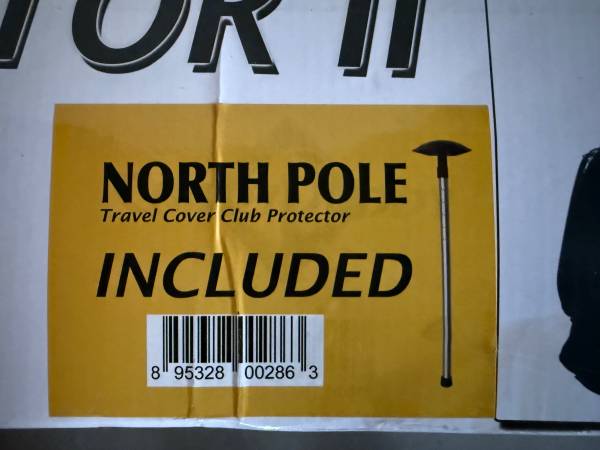 TOR II
NORTH POLE
Travel Cover Club Protector
INCLUDED
8 95328 00286 3